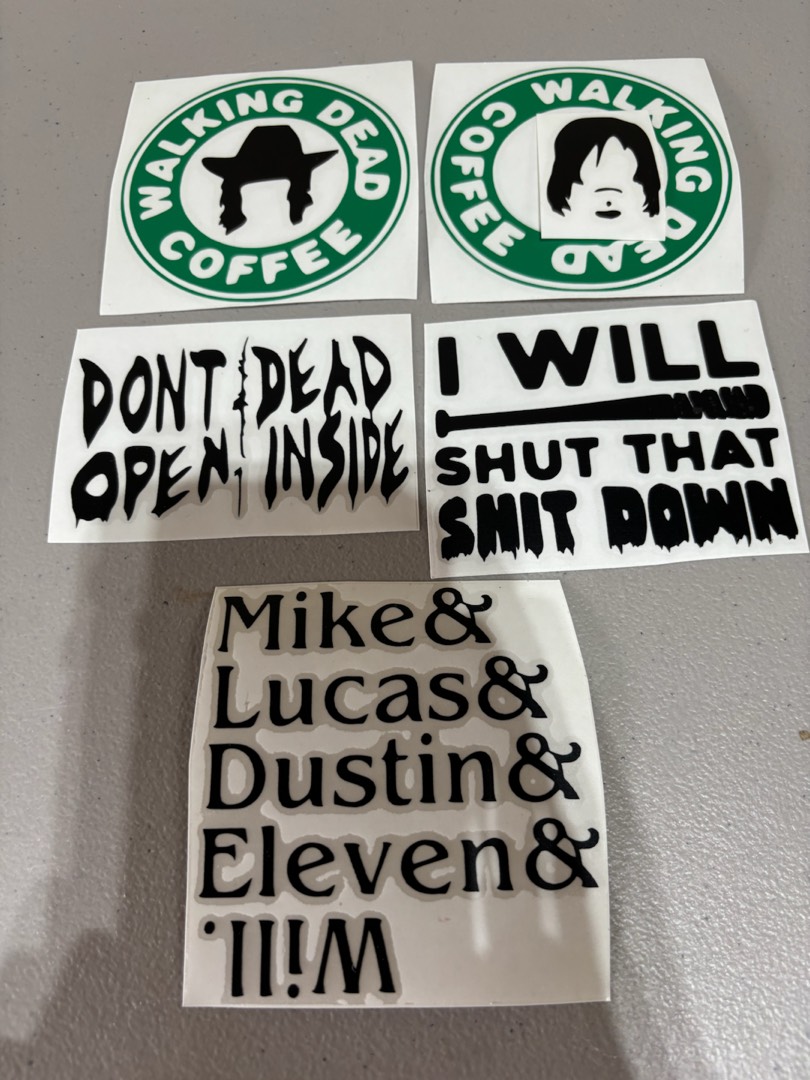 WALKING DEAD
COFFEE
WALKING DEAD
COFFEE
DONT DEAD
OPEN INSIDE
I WILL
SHUT THAT
SHIT DOWN
Mike&
Lucas&
Dustin&
Eleven&
Will.